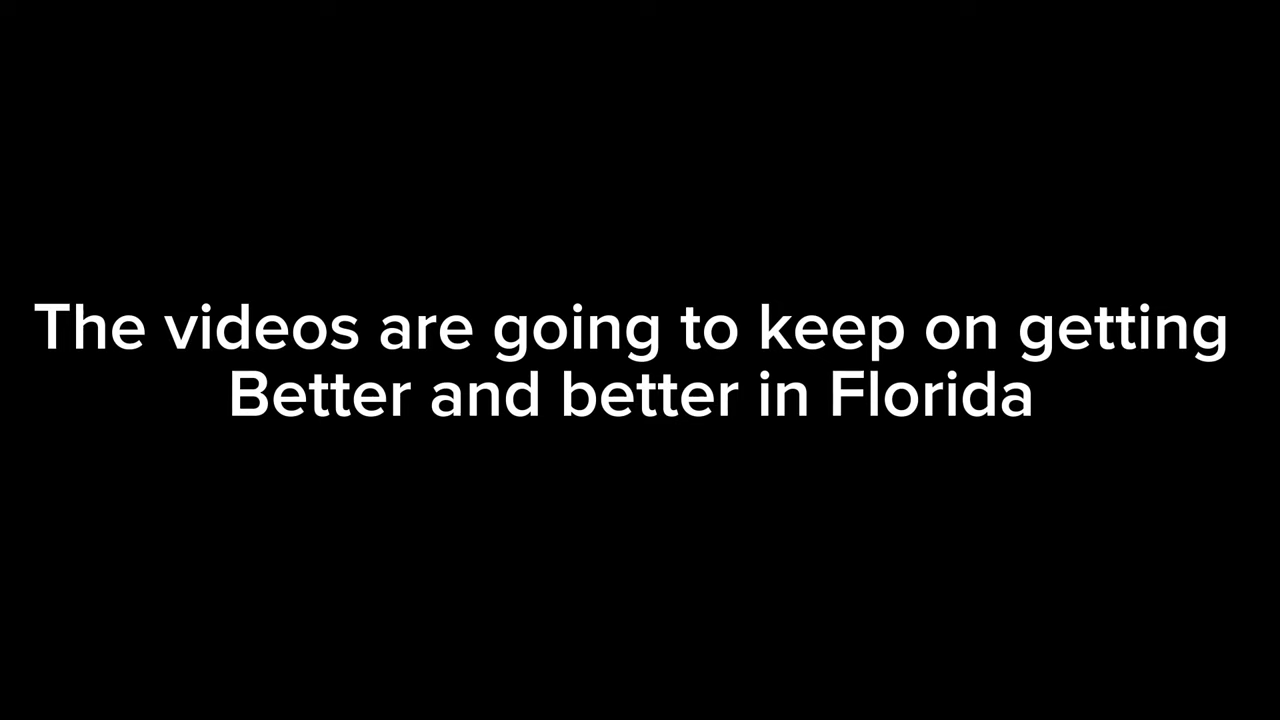 The videos are going to keep on getting
Better and better in Florida